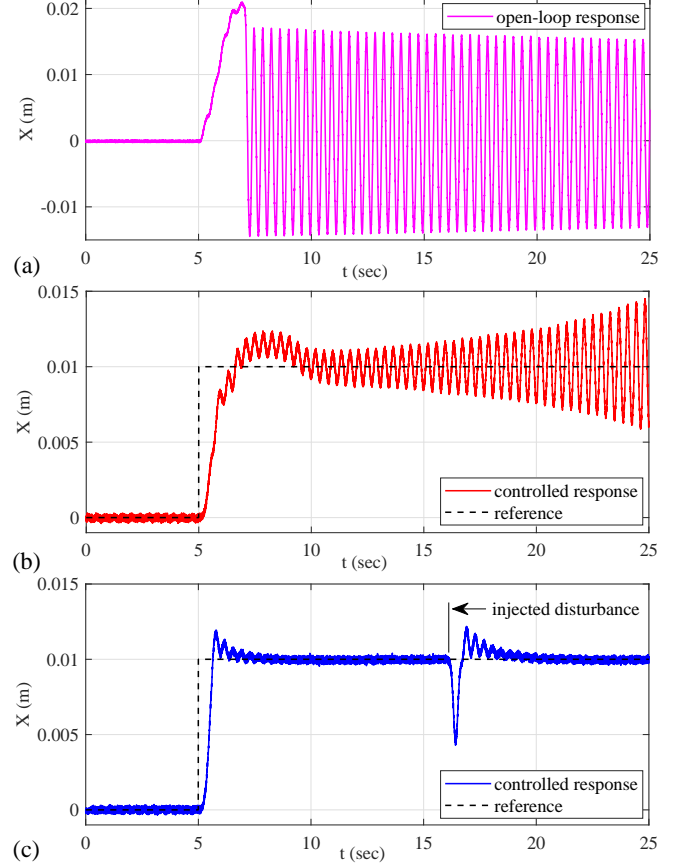 0.02
open-loop response
0.01
X (m)
0
-0.01
0 5 10 15 20 25
(a)
t (sec)
0.015
0.01
X (m)
0.005
controlled response
reference
0
0 5 10 15 20 25
(b)
t (sec)
0.015
injected disturbance
0.01
X (m)
0.005
controlled response
reference
0
0 5 10 15 20 25
(c)
t (sec)